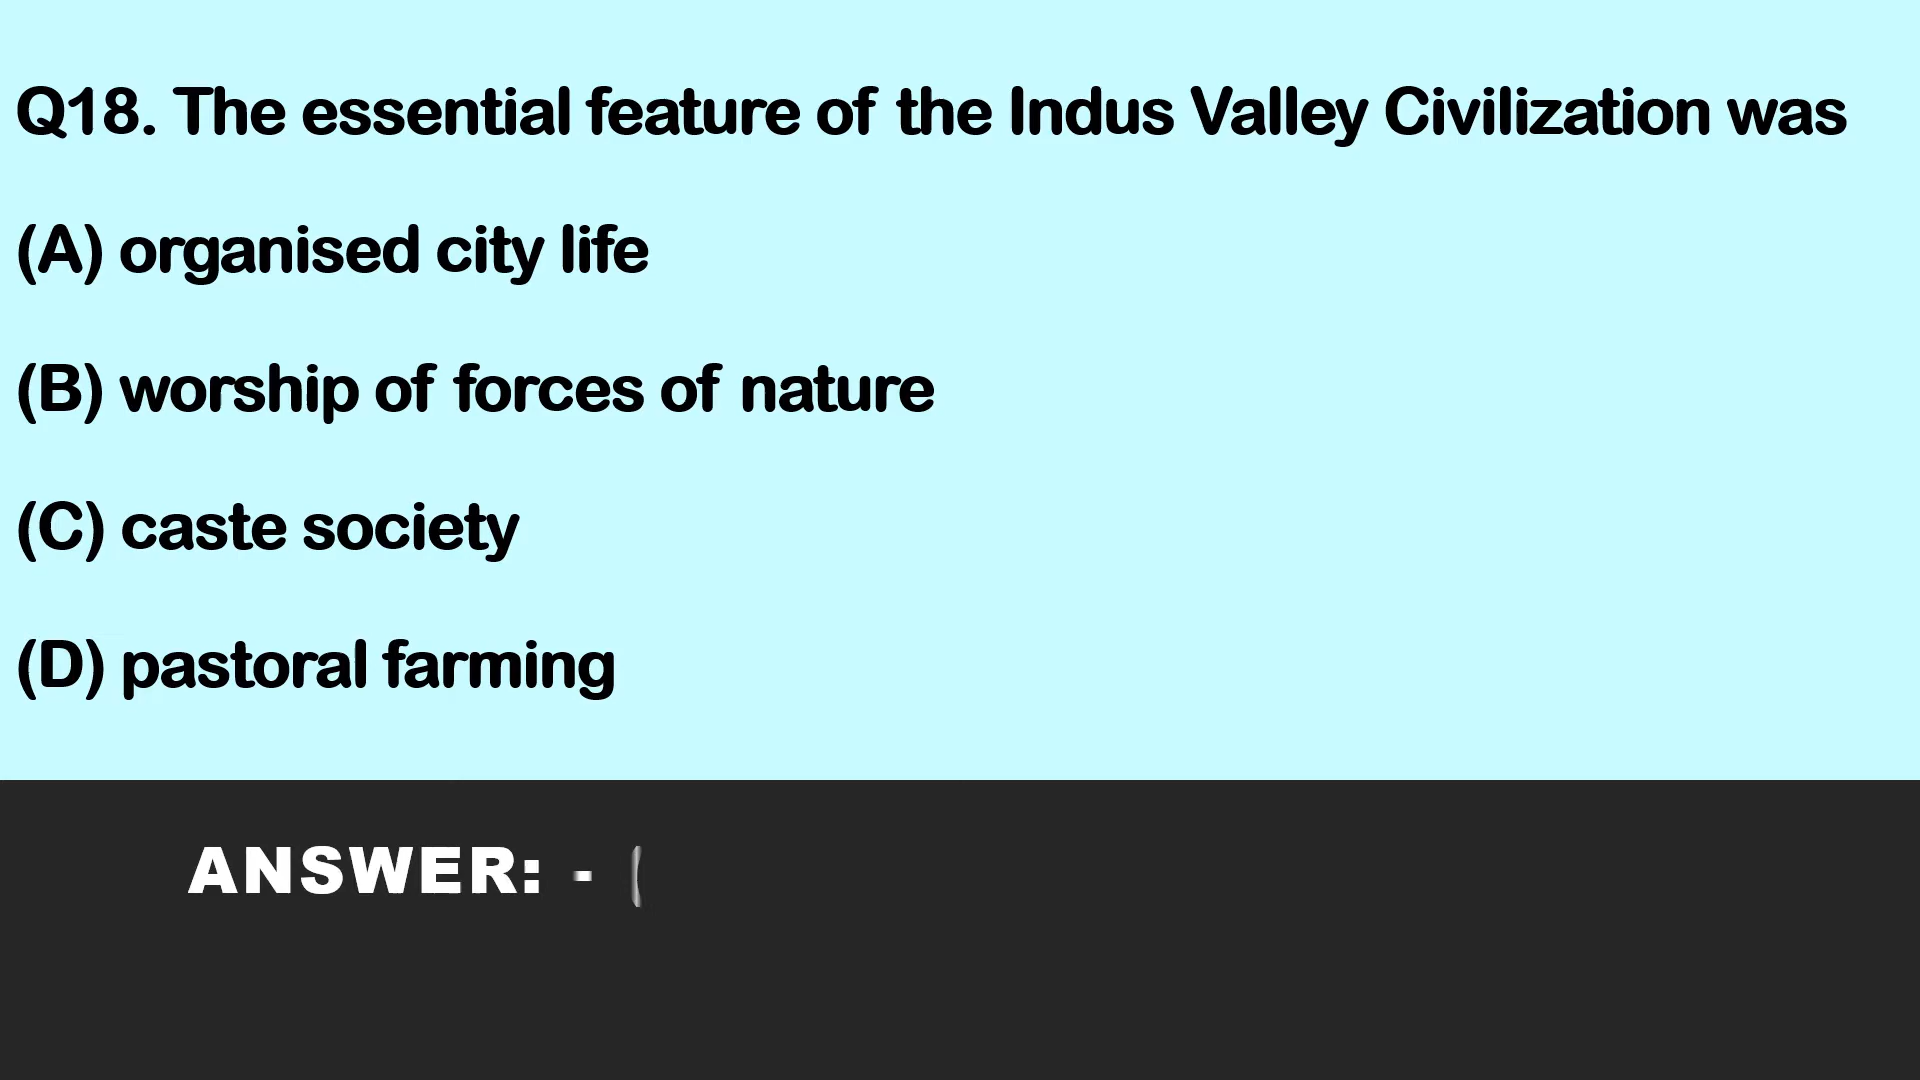 Q18. The essential feature of the Indus Valley Civilization was
(A) organised city life
(B) worship of forces of nature
(C) caste society
(D) pastoral farming
ANSWER: - (